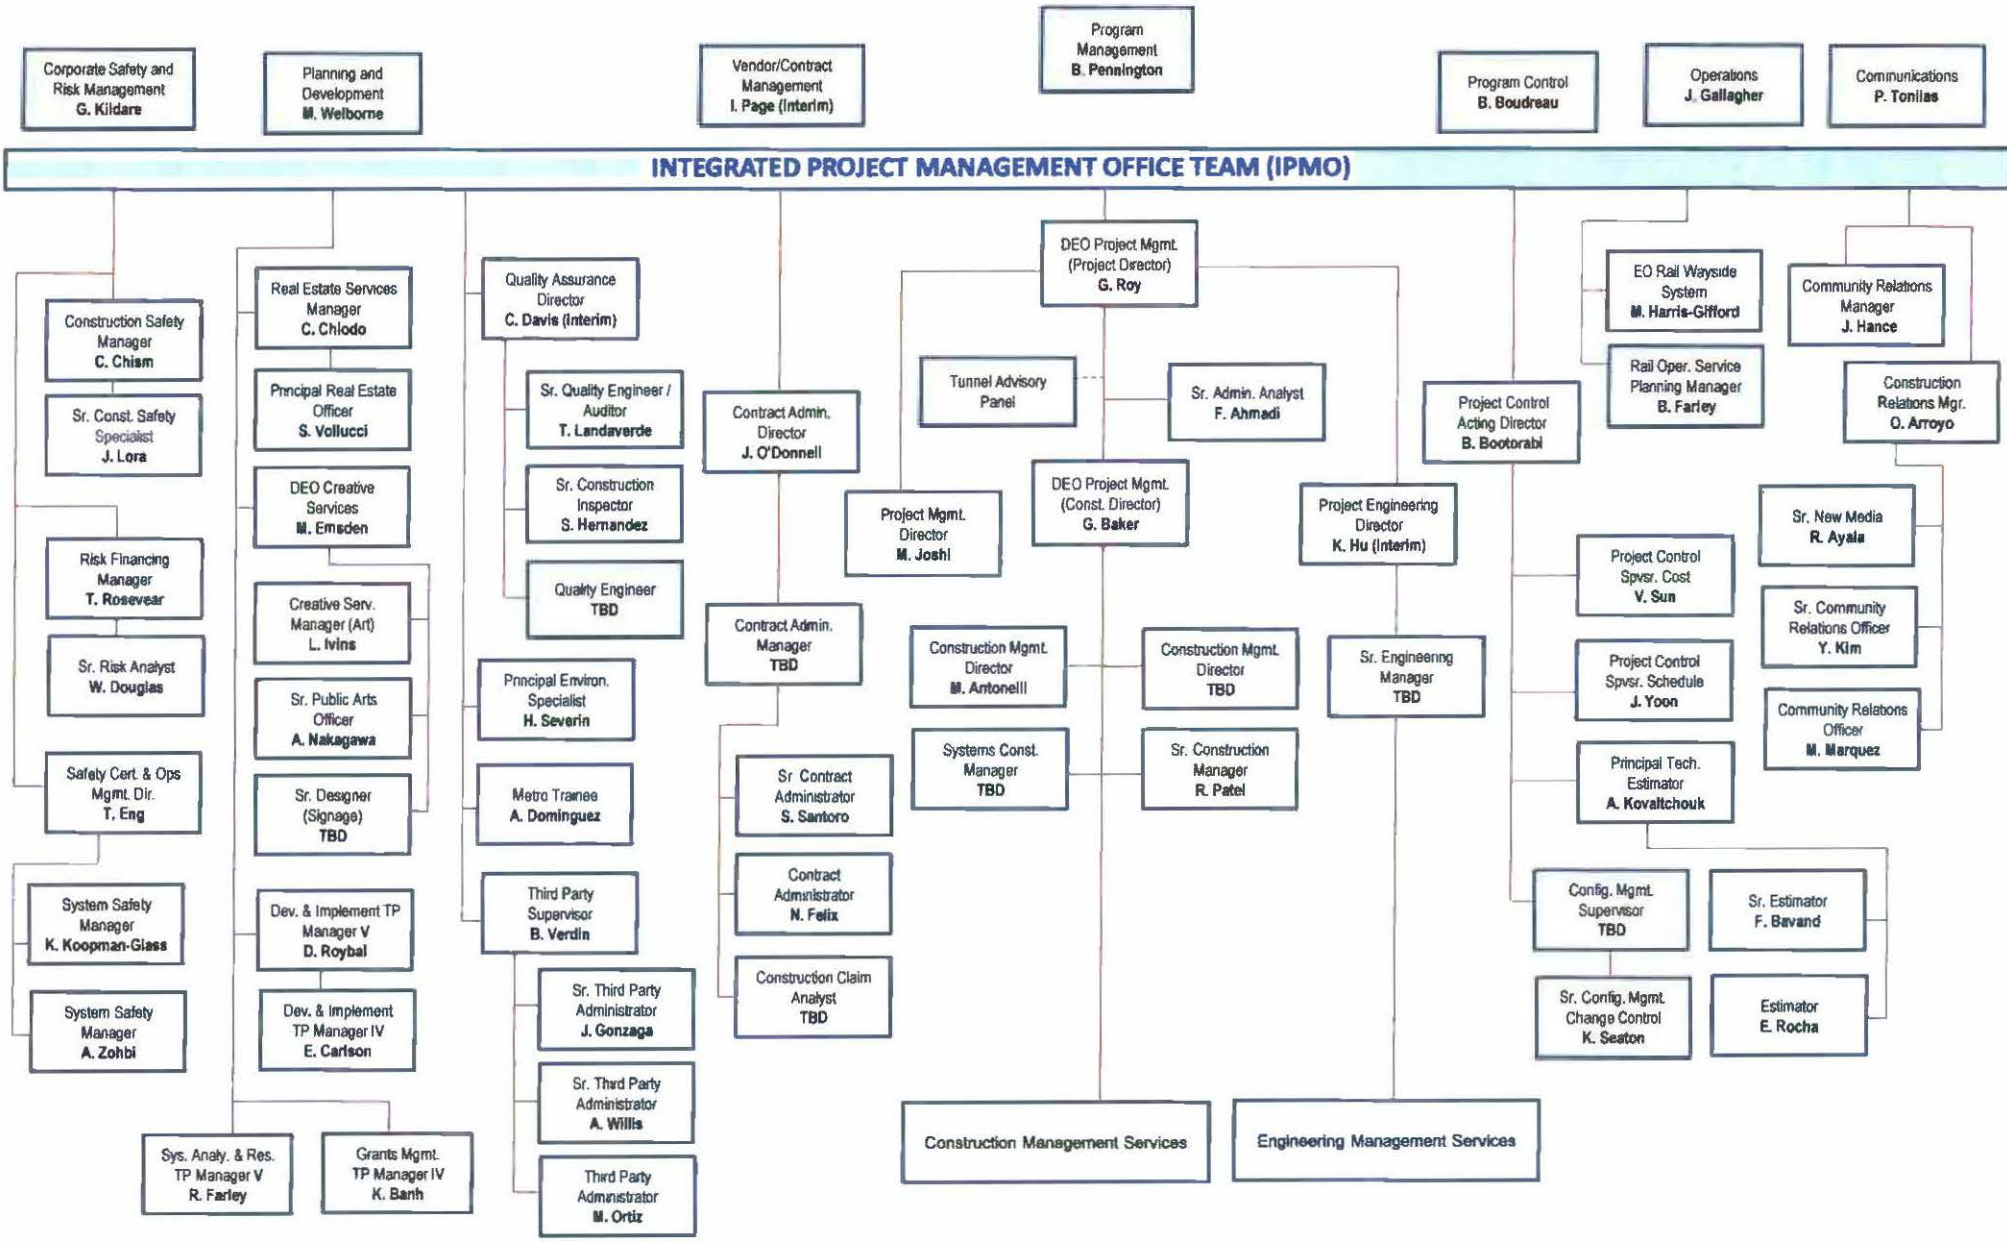 Corporate Safety and
Risk Management
G. Kildare
Planning and
Development
M. Welborne
Vendor/Contract
Management
I. Page (Interim)
Program
Management
B. Pennington
Program Control
B. Boudreau
Operations
J. Gallagher
Communications
P. Tonilas
INTEGRATED PROJECT MANAGEMENT OFFICE TEAM (IPMO)
Construction Safety
Manager
C. Chism
Sr. Const. Safety
Specialist
J. Lora
Risk Financing
Manager
T. Rosevear
Sr. Risk Analyst
W. Douglas
Safety Cert. & Ops
Mgmt. Dir.
T. Eng
System Safety
Manager
K. Koopman-Glass
System Safety
Manager
A. Zohbi
Real Estate Services
Manager
C. Chiodo
Principal Real Estate
Officer
S. Vollucci
DEO Creative
Services
M. Emsden
Creative Serv.
Manager (Art)
L. Ivins
Sr. Public Arts
Officer
A. Nakagawa
Sr. Designer
(Signage)
TBD
Dev. & Implement TP
Manager V
D. Roybal
Dev. & Implement
TP Manager IV
E. Carlson
Sys. Analy. & Res.
TP Manager V
R. Farley
Grants Mgmt.
TP Manager IV
K. Banh
Quality Assurance
Director
C. Davis (Interim)
Sr. Quality Engineer /
Auditor
T. Landaverde
Sr. Construction
Inspector
S. Hernandez
Quality Engineer
TBD
Principal Environ.
Specialist
H. Severin
Metro Trainee
A. Dominguez
Third Party
Supervisor
B. Verdin
Sr. Third Party
Administrator
J. Gonzaga
Sr. Third Party
Administrator
A. Willis
Third Party
Administrator
M. Ortiz
Contract Admin.
Director
J. O'Donnell
Contract Admin.
Manager
TBD
Sr Contract
Administrator
S. Santoro
Contract
Administrator
N. Felix
Construction Claim
Analyst
TBD
DEO Project Mgmt.
(Project Director)
G. Roy
Tunnel Advisory
Panel
Sr. Admin. Analyst
F. Ahmadi
Project Mgmt.
Director
M. Joshi
DEO Project Mgmt.
(Const. Director)
G. Baker
Project Engineering
Director
K. Hu (Interim)
Construction Mgmt.
Director
M. Antonelli
Construction Mgmt.
Director
TBD
Sr. Engineering
Manager
TBD
Systems Const.
Manager
TBD
Sr. Construction
Manager
R. Patel
Construction Management Services
Engineering Management Services
Project Control
Acting Director
B. Bootorabi
Project Control
Spvsr. Cost
V. Sun
Project Control
Spvsr. Schedule
J. Yoon
Principal Tech.
Estimator
A. Kovaltchouk
Config. Mgmt.
Supervisor
TBD
Sr. Config. Mgmt.
Change Control
K. Seaton
Sr. Estimator
F. Bavand
Estimator
E. Rocha
EO Rail Wayside
System
M. Harris-Gifford
Rail Oper. Service
Planning Manager
B. Farley
Community Relations
Manager
J. Hance
Construction
Relations Mgr.
O. Arroyo
Sr. New Media
R. Ayala
Sr. Community
Relations Officer
Y. Kim
Community Relations
Officer
M. Marquez